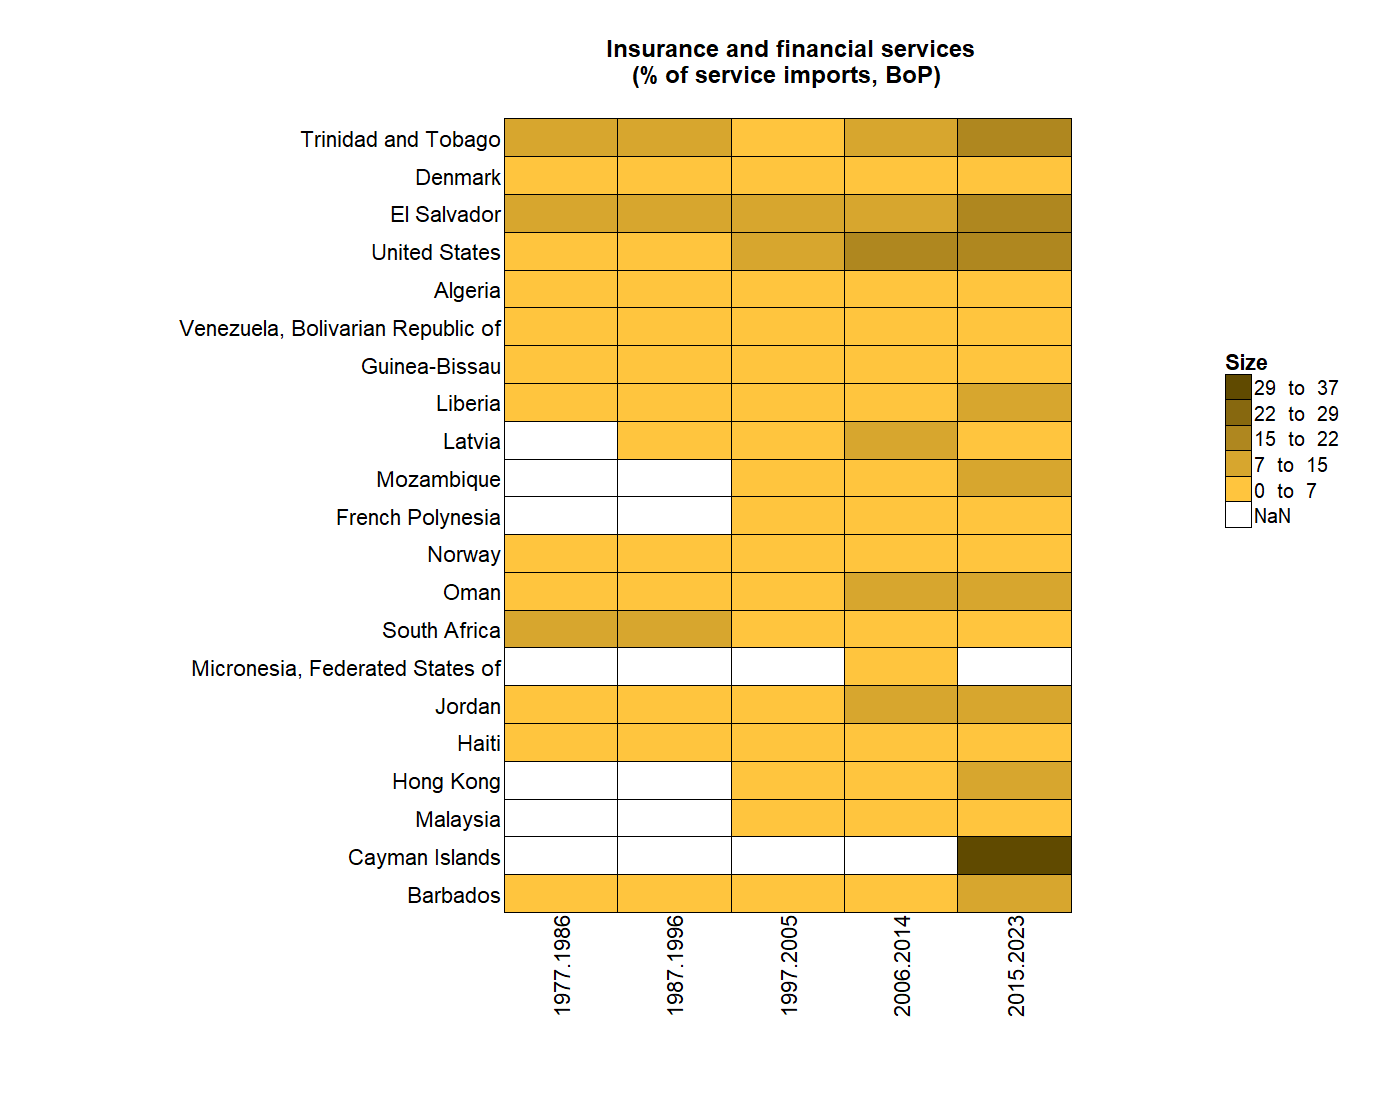 Insurance and financial services
(% of service imports, BoP)
Trinidad and Tobago
Denmark
El Salvador
United States
Algeria
Venezuela, Bolivarian Republic of
Guinea-Bissau
Liberia
Latvia
Mozambique
French Polynesia
Norway
Oman
South Africa
Micronesia, Federated States of
Jordan
Haiti
Hong Kong
Malaysia
Cayman Islands
Barbados
1977.1986
1987.1996
1997.2005
2006.2014
2015.2023
Size
29 to 37
22 to 29
15 to 22
7 to 15
0 to 7
NaN